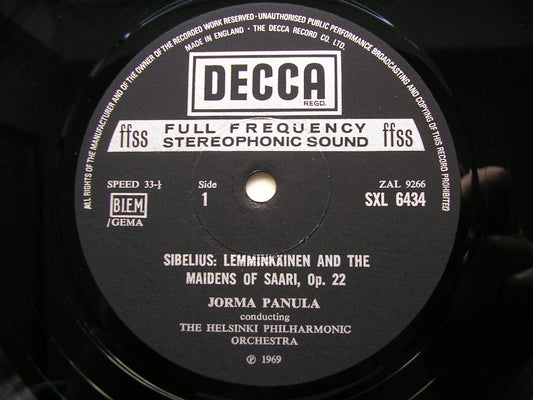 ALL RIGHTS OF THE MANUFACTURER AND OF THE OWNER OF THE RECORDED WORK RESERVED · UNAUTHORISED PUBLIC PERFORMANCE BROADCASTING AND COPYING OF THIS RECORD PROHIBITED
MADE IN ENGLAND · THE DECCA RECORD CO. LTD.
DECCA
REGD.
ffss FULL FREQUENCY STEREOPHONIC SOUND ffss
SPEED 33⅓ Side ZAL 9266
1 SXL 6434
BIEM
/GEMA
SIBELIUS: LEMMINKAINEN AND THE
MAIDENS OF SAARI, Op. 22
JORMA PANULA
conducting
THE HELSINKI PHILHARMONIC
ORCHESTRA
℗ 1969